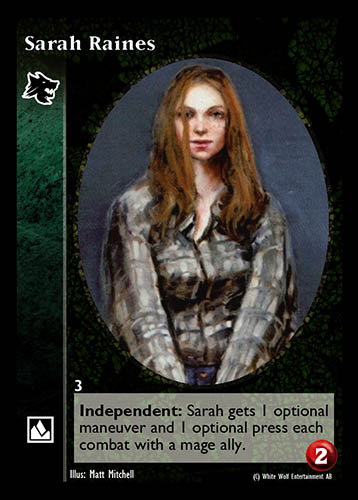 Sarah Raines
3
Independent: Sarah gets 1 optional
maneuver and 1 optional press each
combat with a mage ally.
2
Illus: Matt Mitchell
(C) White Wolf Entertainment AB